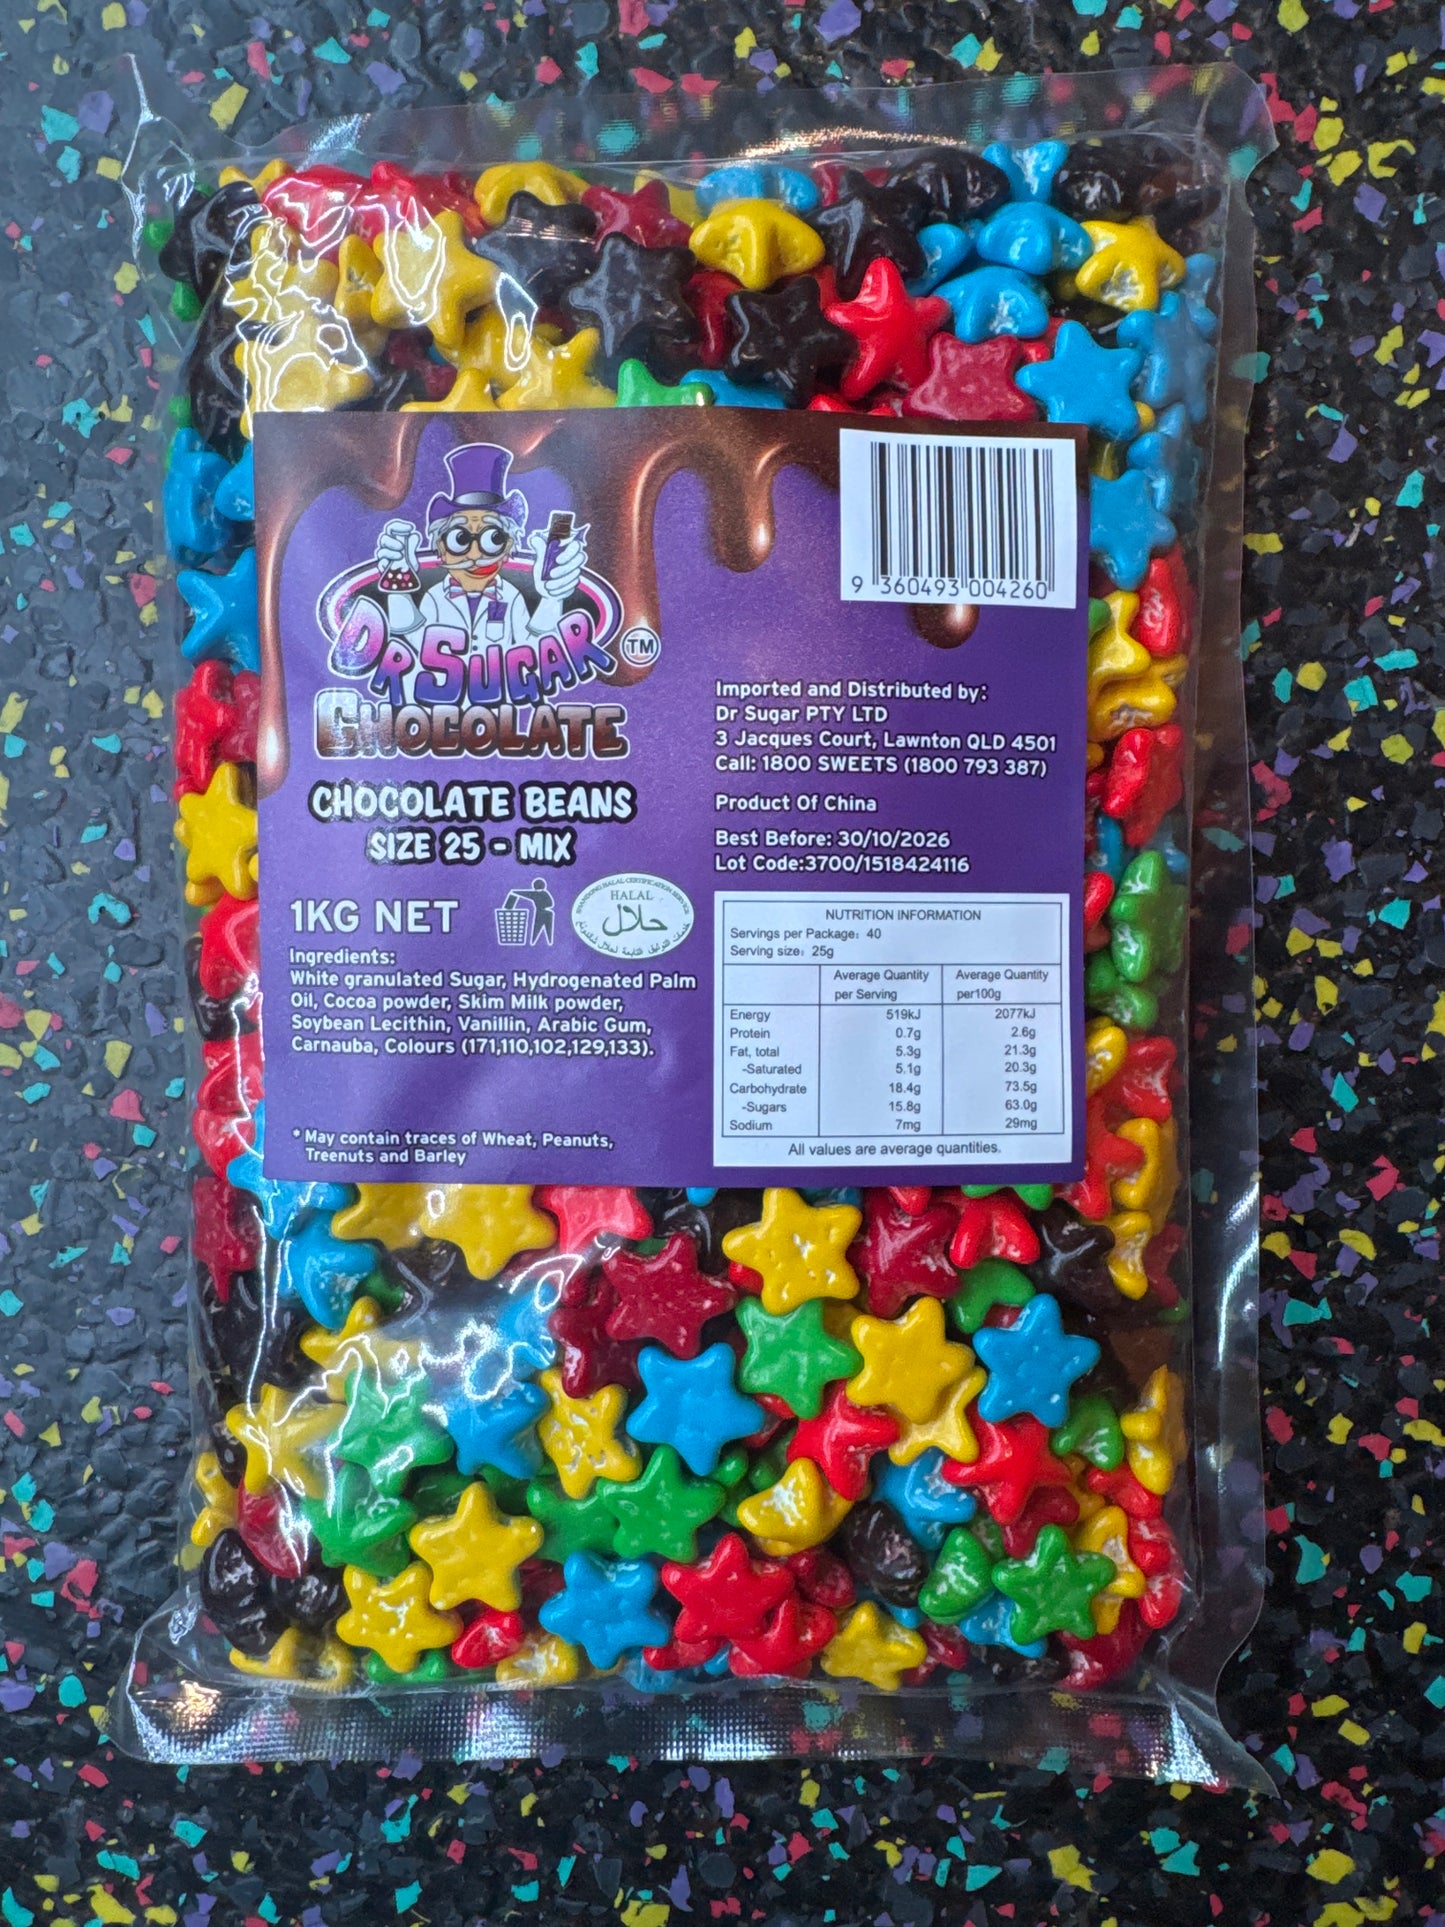 DR SUGAR
TM
CHOCOLATE
CHOCOLATE BEANS
SIZE 25 - MIX
1KG NET
HALAL
حلال
Ingredients:
White granulated Sugar, Hydrogenated Palm
Oil, Cocoa powder, Skim Milk powder,
Soybean Lecithin, Vanillin, Arabic Gum,
Carnauba, Colours (171,110,102,129,133).
* May contain traces of Wheat, Peanuts,
Treenuts and Barley
9 360493 004260
Imported and Distributed by:
Dr Sugar PTY LTD
3 Jacques Court, Lawnton QLD 4501
Call: 1800 SWEETS (1800 793 387)
Product Of China
Best Before: 30/10/2026
Lot Code:3700/1518424116
NUTRITION INFORMATION
Servings per Package: 40
Serving size: 25g
Average Quantity Average Quantity
per Serving per100g
Energy 519kJ 2077kJ
Protein 0.7g 2.6g
Fat, total 5.3g 21.3g
-Saturated 5.1g 20.3g
Carbohydrate 18.4g 73.5g
-Sugars 15.8g 63.0g
Sodium 7mg 29mg
All values are average quantities.